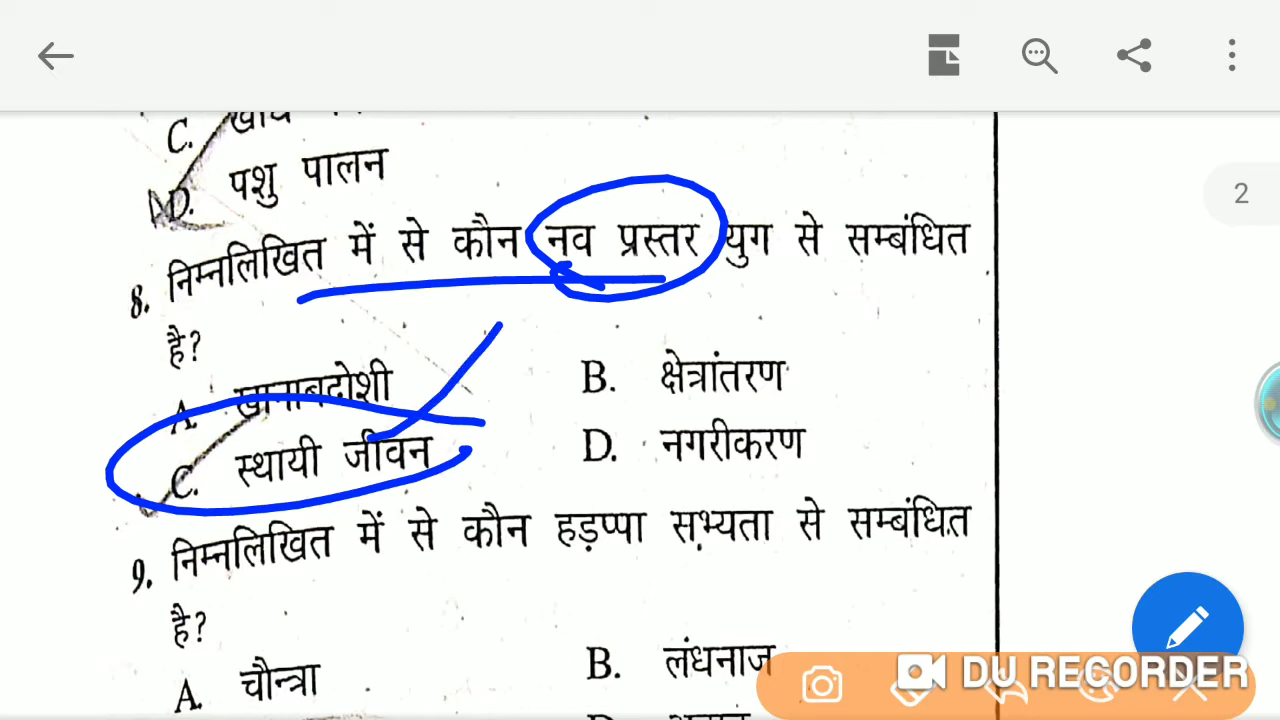 C.
D. पशु पालन
2
8. निम्नलिखित में से कौन नव प्रस्तर युग से सम्बंधित
है?
A. खानाबदोशी B. क्षेत्रांतरण
C. स्थायी जीवन D. नगरीकरण
9. निम्नलिखित में से कौन हड़प्पा सभ्यता से सम्बंधित
है?
A. चौन्त्रा B. लंघनाज
DU RECORDER